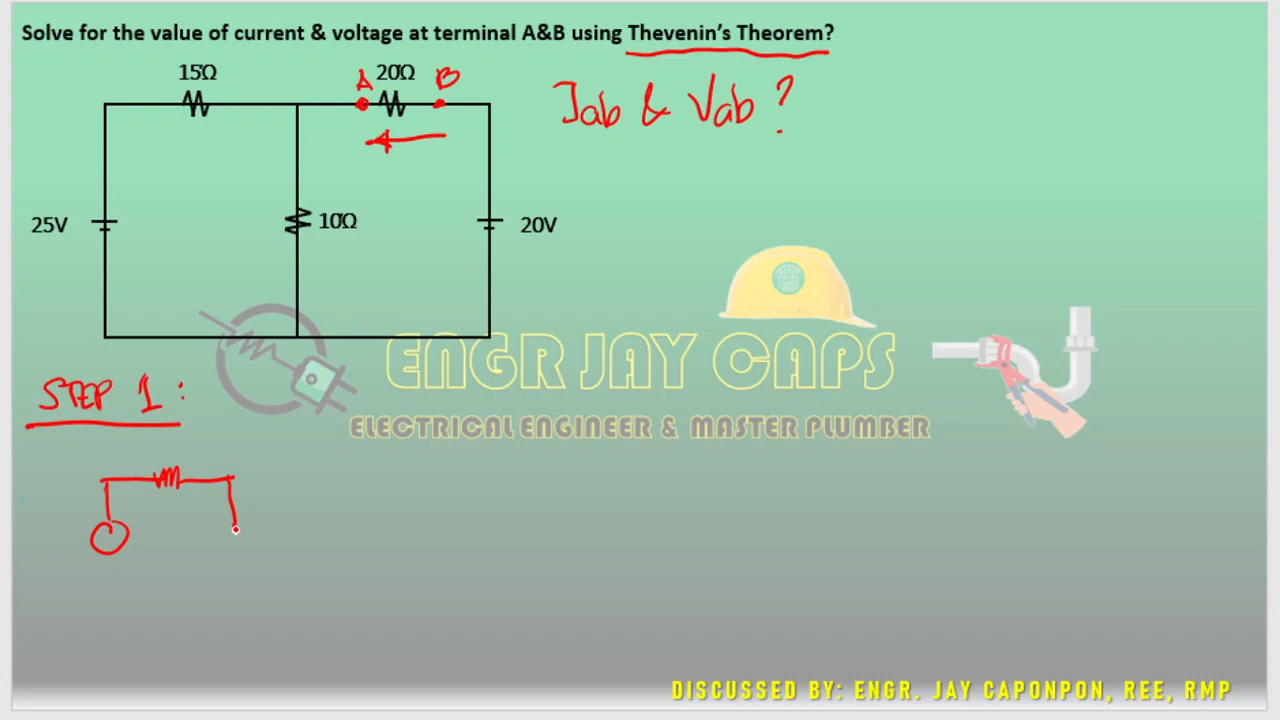 Solve for the value of current & voltage at terminal A&B using Thevenin's Theorem?
15Ω
A
20Ω
B
Iab & Vab ?
25V
10Ω
20V
ENGR JAY CAPS
ELECTRICAL ENGINEER & MASTER PLUMBER
STEP 1:
DISCUSSED BY: ENGR. JAY CAPONPON, REE, RMP